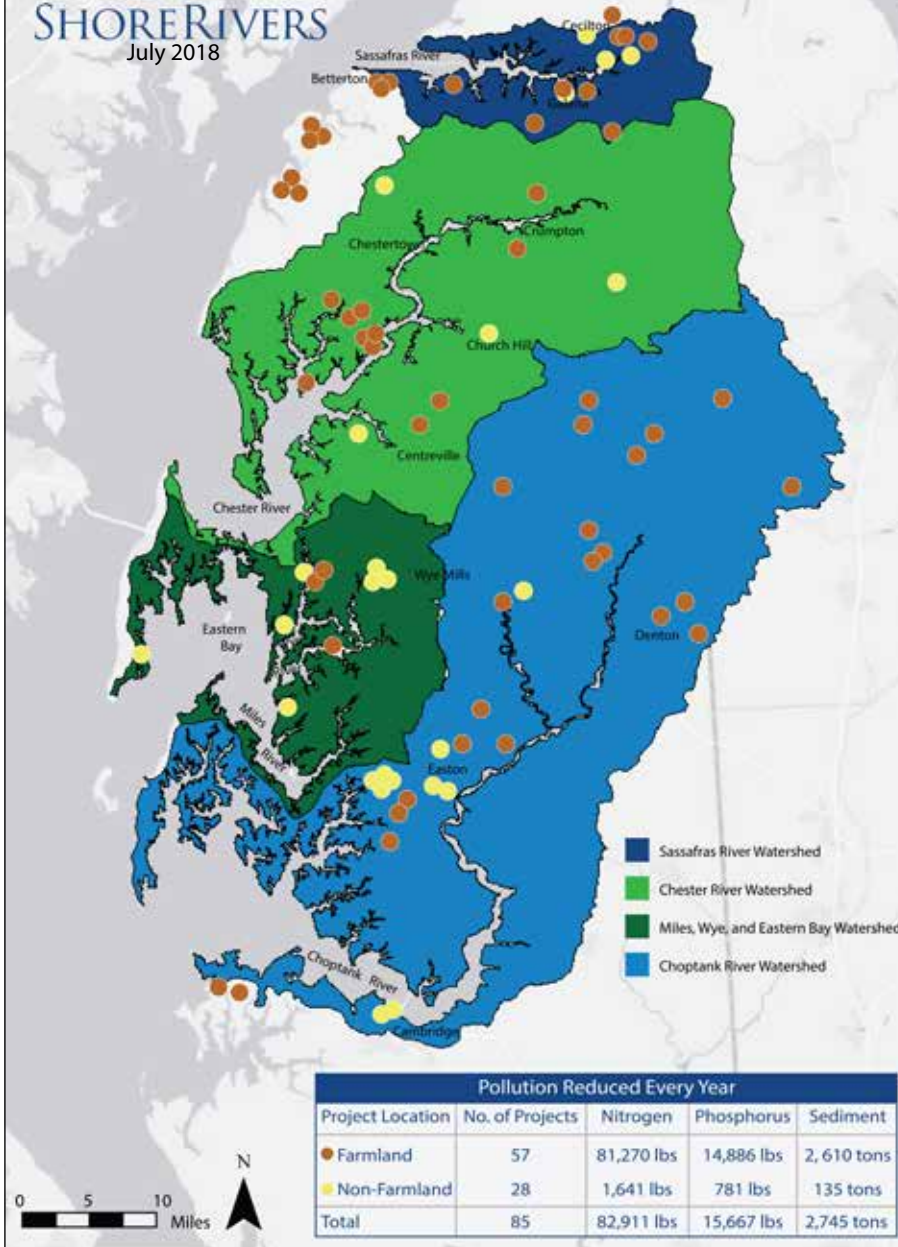 SHORERIVERS
July 2018
Cecilton
Sassafras River
Betterton
Chestertown
Crumpton
Church Hill
Centreville
Chester River
Wye Mills
Eastern
Bay
Denton
Miles
River
Easton
Sassafras River Watershed
Chester River Watershed
Miles, Wye, and Eastern Bay Watershed
Choptank River Watershed
Choptank River
Cambridge
Pollution Reduced Every Year
Project Location No. of Projects Nitrogen Phosphorus Sediment
Farmland 57 81,270 lbs 14,886 lbs 2, 610 tons
Non-Farmland 28 1,641 lbs 781 lbs 135 tons
Total 85 82,911 lbs 15,667 lbs 2,745 tons
N
0 5 10
Miles